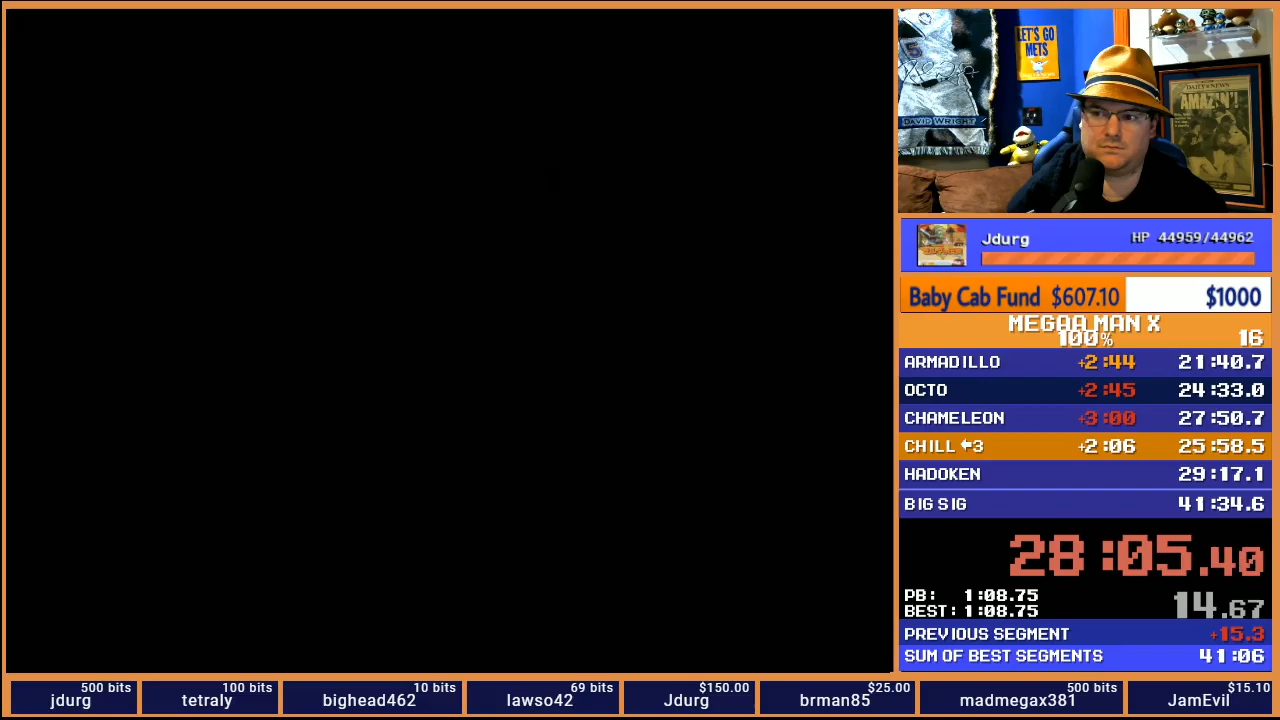 LET'S GO
METS
5
DAVID WRIGHT
DAILY NEWS
AMAZIN'!
Jdurg HP 44959/44962
Baby Cab Fund $607.10 $1000
MEGAA MAN X
100% 16
ARMADILLO +2:44 21:40.7
OCTO +2:45 24:33.0
CHAMELEON +3:00 27:50.7
CHILL ←3 +2:06 25:58.5
HADOKEN 29:17.1
BIG SIG 41:34.6
28:05.40
PB: 1:08.75
BEST: 1:08.75
14.67
PREVIOUS SEGMENT +15.3
SUM OF BEST SEGMENTS 41:06
500 bits
jdurg
100 bits
tetraly
10 bits
bighead462
69 bits
lawso42
$150.00
Jdurg
$25.00
brman85
500 bits
madmegax381
$15.10
JamEvil